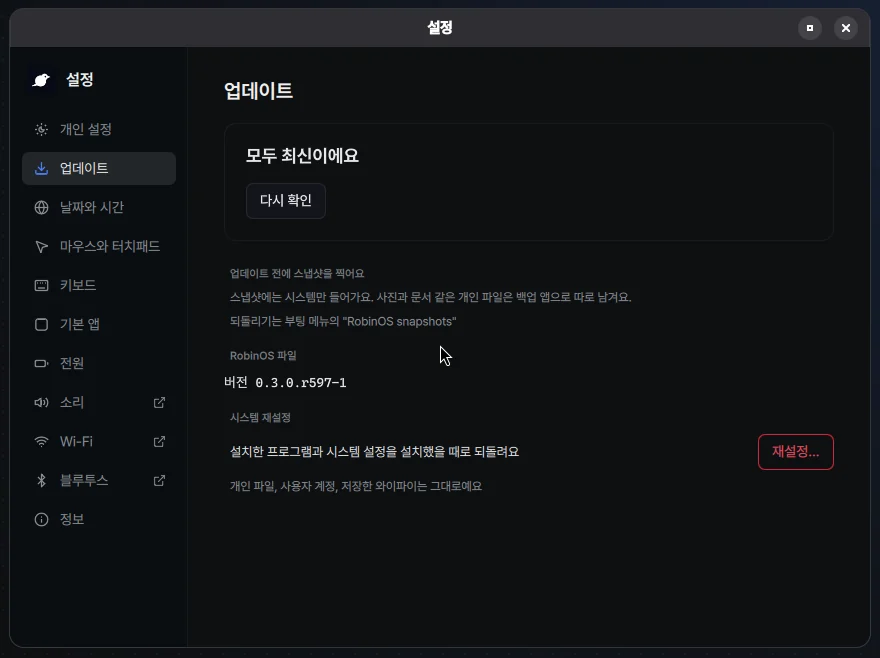 설정
설정
개인 설정
업데이트
날짜와 시간
마우스와 터치패드
키보드
기본 앱
전원
소리
Wi-Fi
블루투스
정보
업데이트
모두 최신이에요
다시 확인
업데이트 전에 스냅샷을 찍어요
스냅샷에는 시스템만 들어가요. 사진과 문서 같은 개인 파일은 백업 앱으로 따로 남겨요.
되돌리기는 부팅 메뉴의 "RobinOS snapshots"
RobinOS 파일
버전 0.3.0.r597-1
시스템 재설정
설치한 프로그램과 시스템 설정을 설치했을 때로 되돌려요
재설정...
개인 파일, 사용자 계정, 저장한 와이파이는 그대로예요